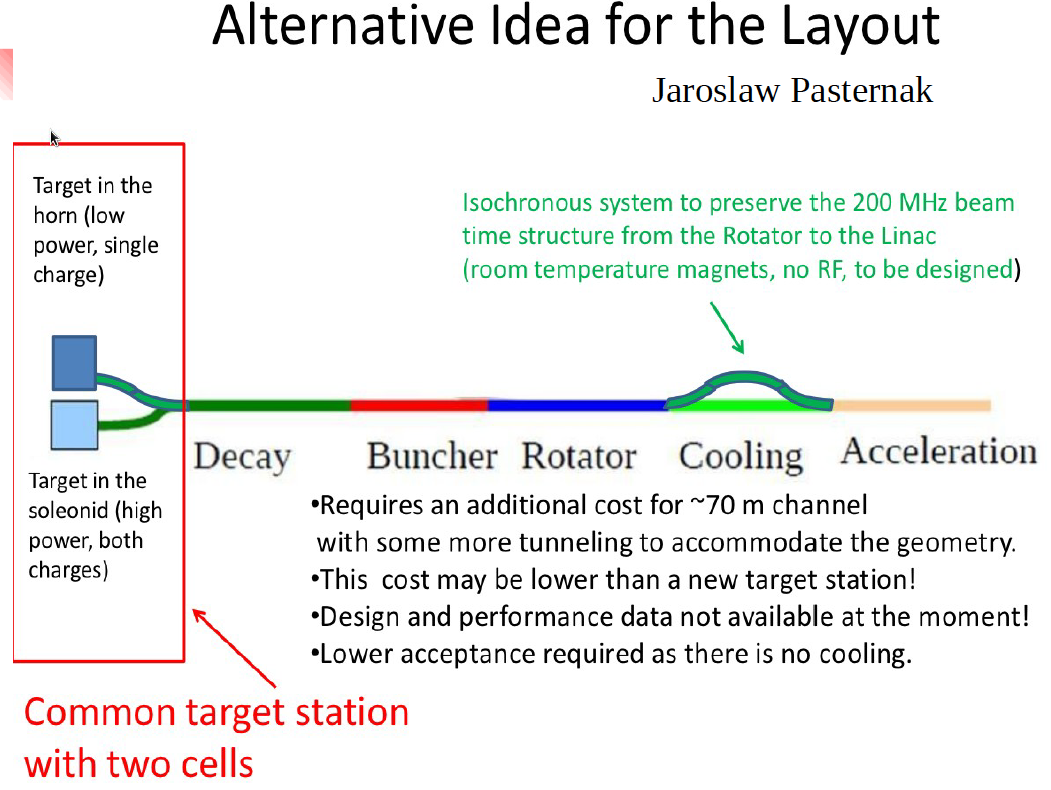 Alternative Idea for the Layout
Jaroslaw Pasternak
Target in the
horn (low
power, single
charge)
Isochronous system to preserve the 200 MHz beam
time structure from the Rotator to the Linac
(room temperature magnets, no RF, to be designed)
Decay
Buncher
Rotator
Cooling
Acceleration
Target in the
soleonid (high
power, both
charges)
•Requires an additional cost for ~70 m channel
with some more tunneling to accommodate the geometry.
•This cost may be lower than a new target station!
•Design and performance data not available at the moment!
•Lower acceptance required as there is no cooling.
Common target station
with two cells